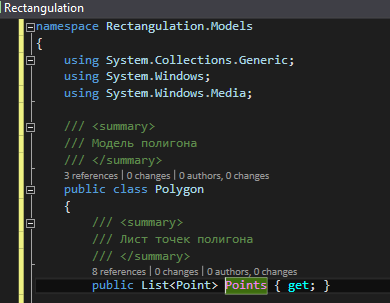 Rectangulation
namespace Rectangulation.Models
{
using System.Collections.Generic;
using System.Windows;
using System.Windows.Media;
/// <summary>
/// Модель полигона
/// </summary>
3 references | 0 changes | 0 authors, 0 changes
public class Polygon
{
/// <summary>
/// Лист точек полигона
/// </summary>
8 references | 0 changes | 0 authors, 0 changes
public List<Point> Points { get; }